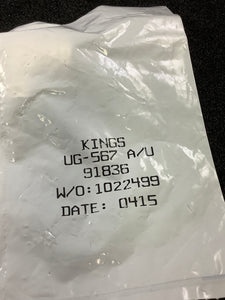 KINGS
UG-567 A/U
91836
W/O:1022499
DATE: 0415